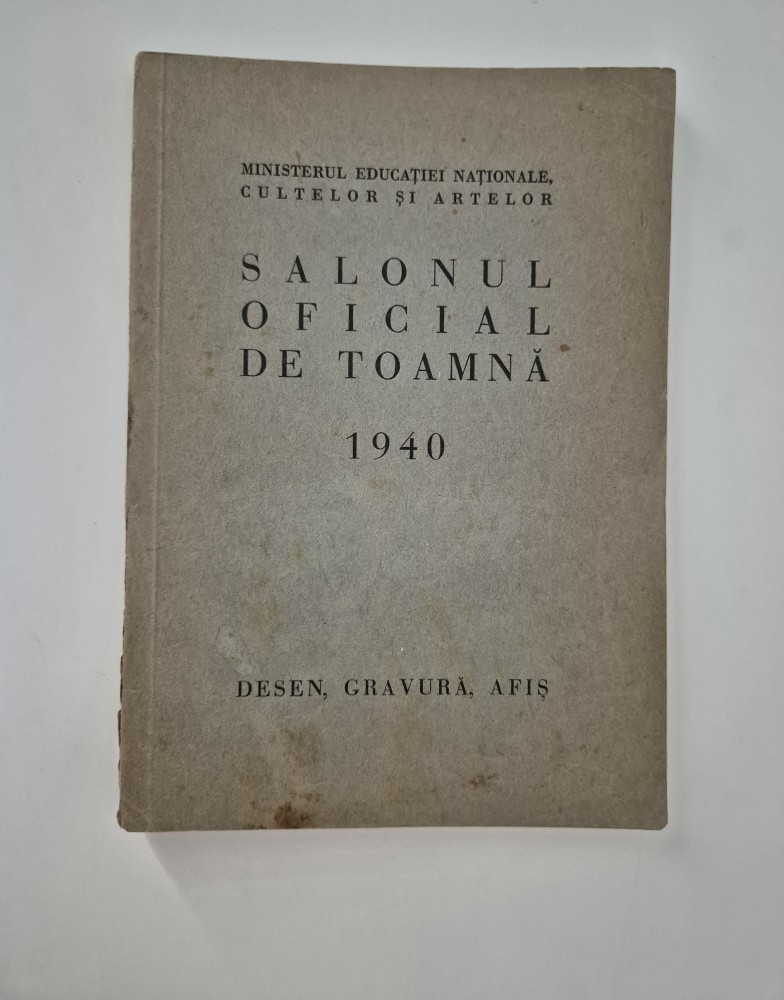 MINISTERUL EDUCAȚIEI NAȚIONALE,
CULTELOR ȘI ARTELOR
SALONUL
OFICIAL
DE TOAMNĂ
1940
DESEN, GRAVURĂ, AFIȘ